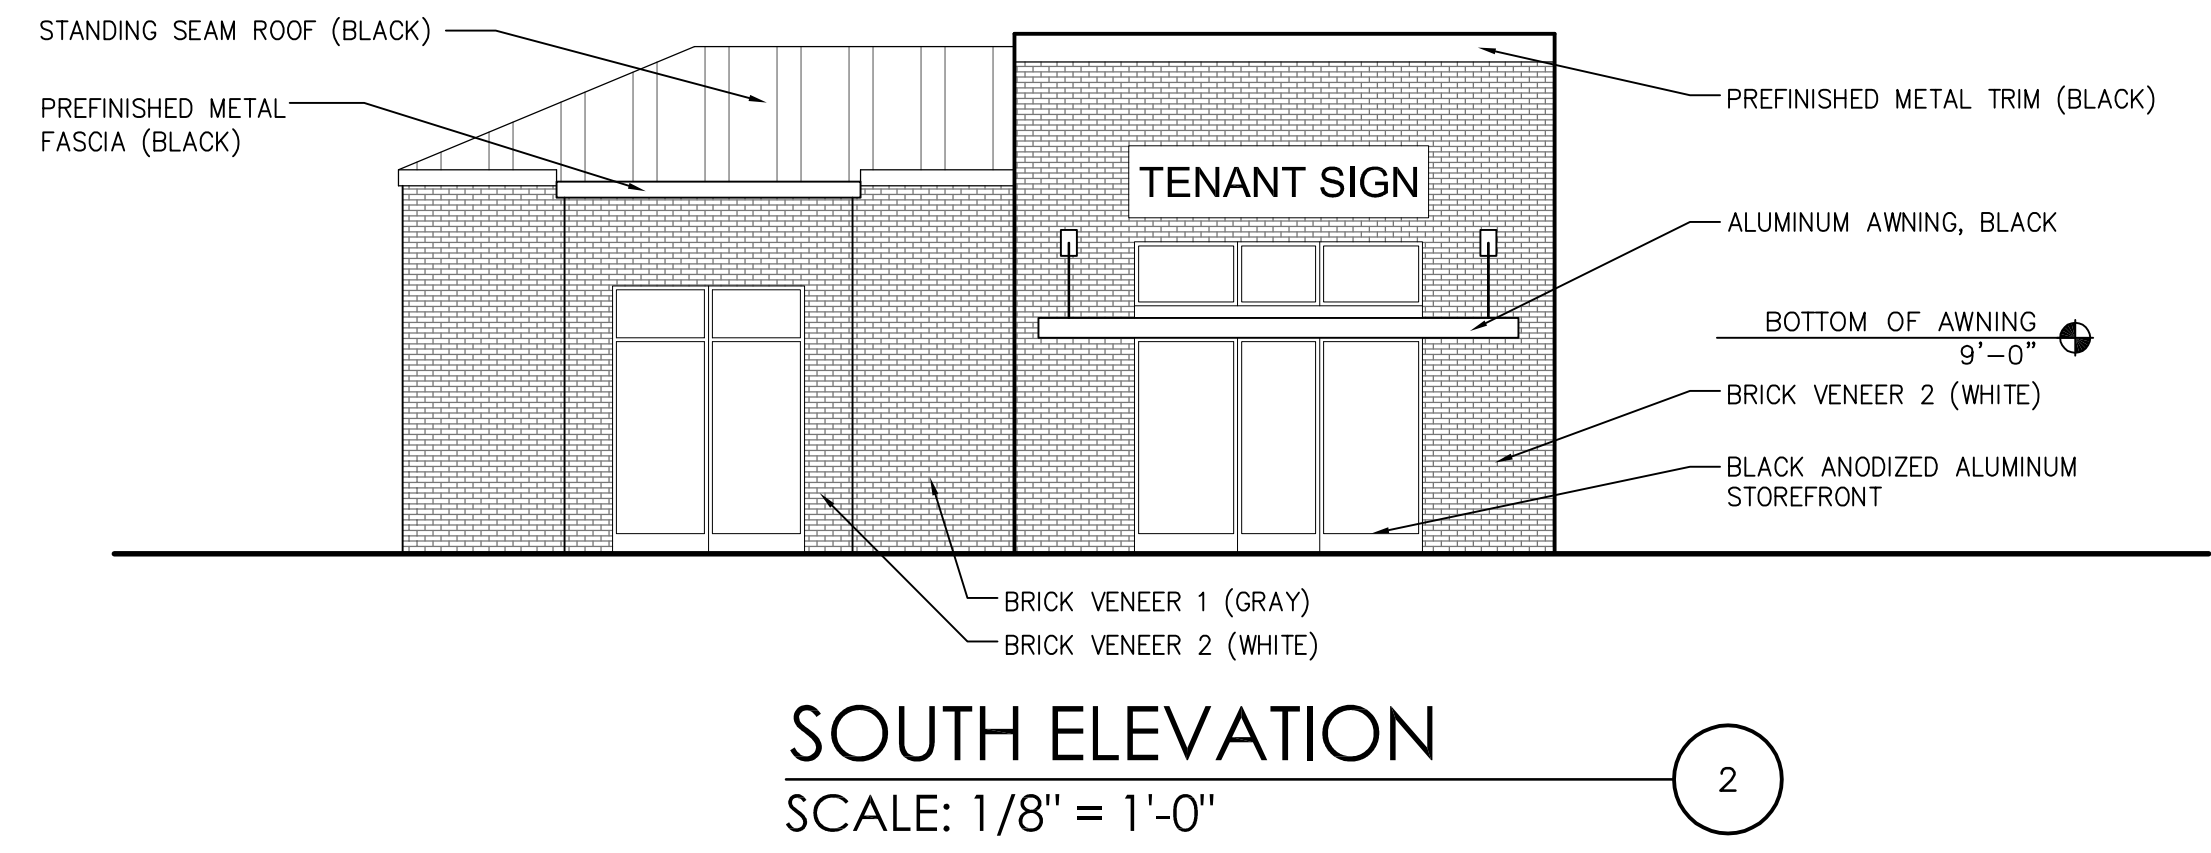 STANDING SEAM ROOF (BLACK)
PREFINISHED METAL
FASCIA (BLACK)
PREFINISHED METAL TRIM (BLACK)
TENANT SIGN
ALUMINUM AWNING, BLACK
BOTTOM OF AWNING
9'-0"
BRICK VENEER 2 (WHITE)
BLACK ANODIZED ALUMINUM
STOREFRONT
BRICK VENEER 1 (GRAY)
BRICK VENEER 2 (WHITE)
SOUTH ELEVATION
2
SCALE: 1/8" = 1'-0"